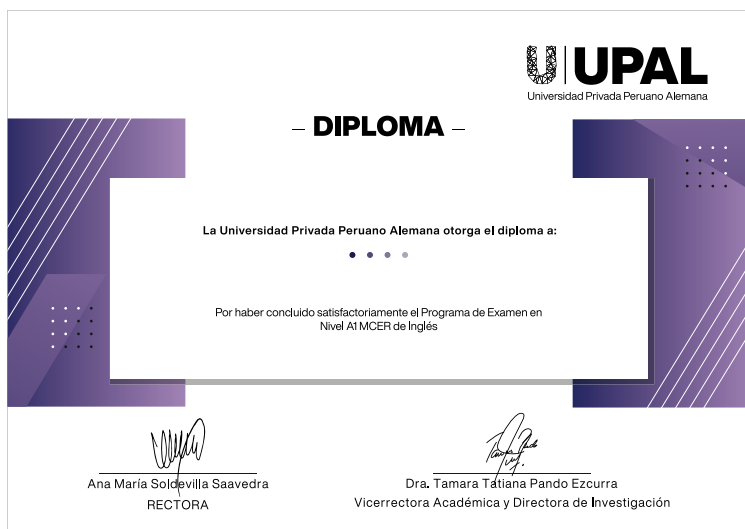 UPAL
Universidad Privada Peruano Alemana
– DIPLOMA –
La Universidad Privada Peruano Alemana otorga el diploma a:
Por haber concluido satisfactoriamente el Programa de Examen en
Nivel A1 MCER de Inglés
Ana María Soldevilla Saavedra
RECTORA
Dra. Tamara Tatiana Pando Ezcurra
Vicerrectora Académica y Directora de Investigación